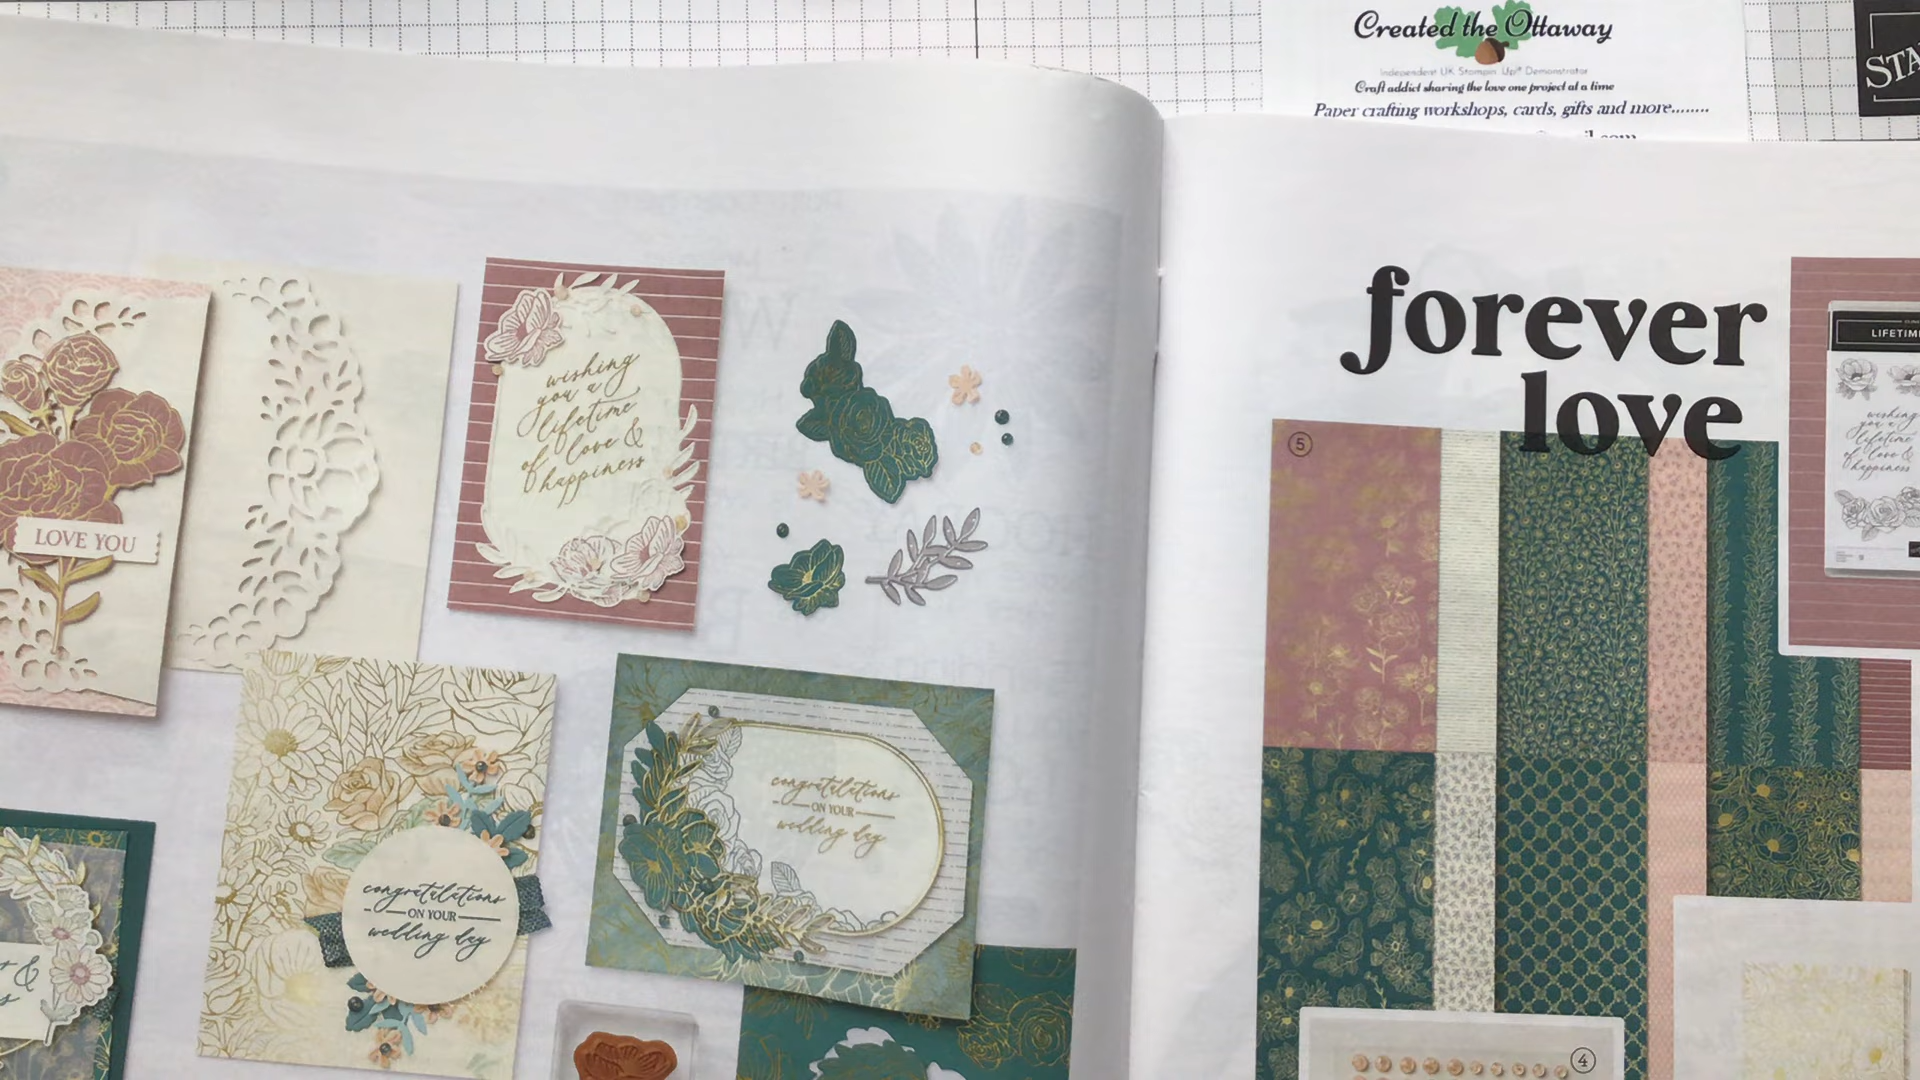 Created the Ottaway
Independent UK Stampin' Up!® Demonstrator
Craft addict sharing the love one project at a time
Paper crafting workshops, cards, gifts and more........
STA
LOVE YOU
wishing
you a
lifetime
of love &
happiness
congratulations
ON YOUR
wedding day
congratulations
ON YOUR
wedding day
forever
love
5
LIFETIM
wishing
you a
lifetime
of love &
happiness
4